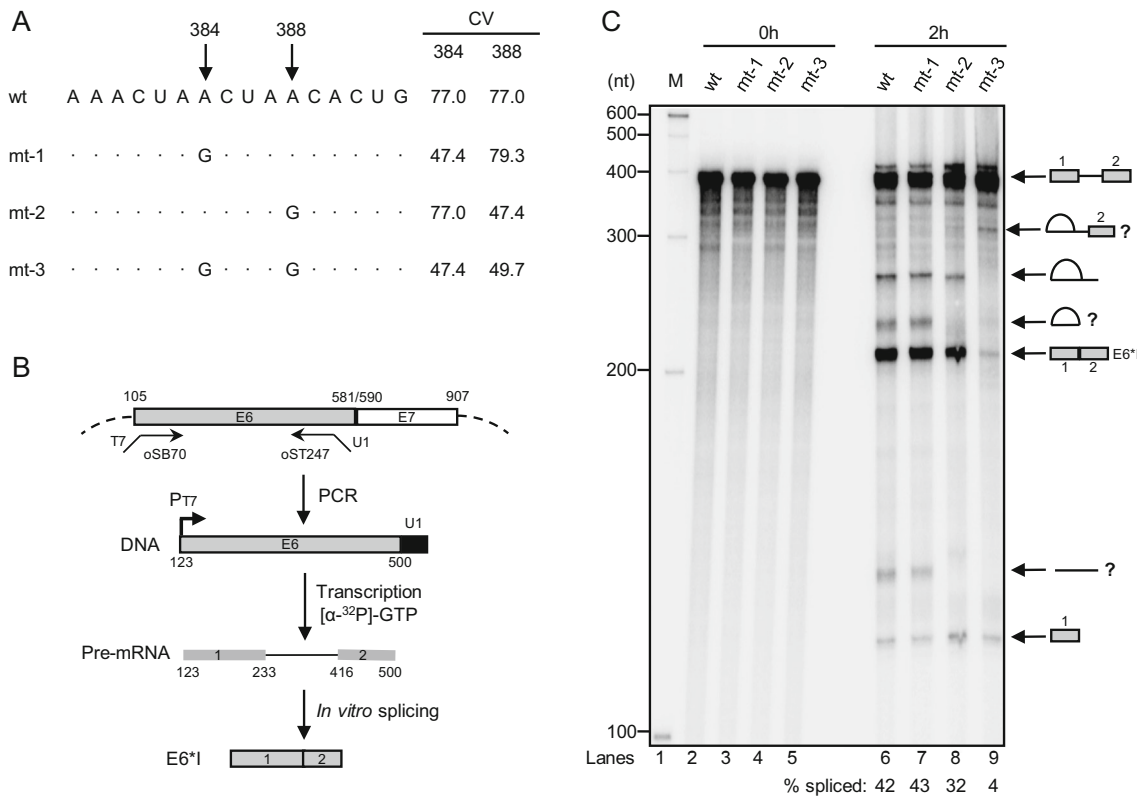 A
384 388
CV
384 388
wt A A A C U A A C U A A C A C U G 77.0 77.0
mt-1 · · · · · · G · · · · · · · · · 47.4 79.3
mt-2 · · · · · · · · · · G · · · · · 77.0 47.4
mt-3 · · · · · · G · · · G · · · · · 47.4 49.7
B
105 581/590 907
E6 E7
T7 oSB70 oST247 U1
PCR
PT7
U1
DNA E6
123 500
Transcription
[α-³²P]-GTP
Pre-mRNA 1 2
123 233 416 500
In vitro splicing
E6*I 1 2
C
0h 2h
(nt) M wt mt-1 mt-2 mt-3 wt mt-1 mt-2 mt-3
600
500
400
300
200
100
1 2
2 ?
?
E6*I
1 2
?
1
Lanes 1 2 3 4 5 6 7 8 9
% spliced: 42 43 32 4